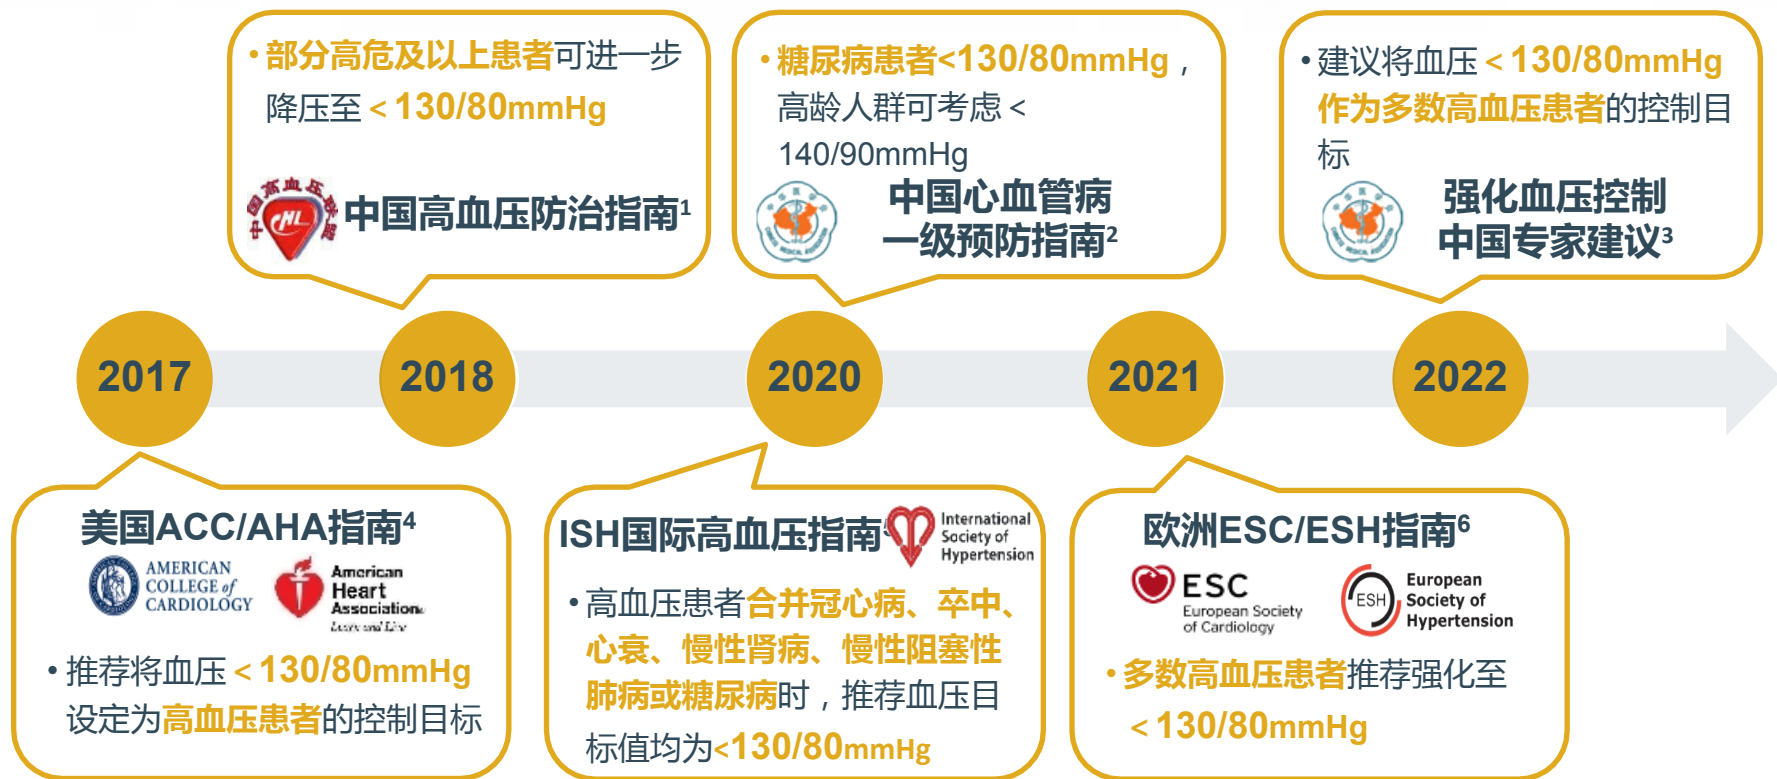 • 部分高危及以上患者可进一步
降压至＜130/80mmHg
中国高血压联盟
CHL
中国高血压防治指南1
• 糖尿病患者<130/80mmHg，
高龄人群可考虑＜
140/90mmHg
中国心血管病
一级预防指南2
• 建议将血压＜130/80mmHg
作为多数高血压患者的控制目
标
强化血压控制
中国专家建议3
2017
2018
2020
2021
2022
美国ACC/AHA指南4
AMERICAN
COLLEGE of
CARDIOLOGY
American
Heart
Association®
• 推荐将血压＜130/80mmHg
设定为高血压患者的控制目标
ISH国际高血压指南5
International
Society of
Hypertension
• 高血压患者合并冠心病、卒中、
心衰、慢性肾病、慢性阻塞性
肺病或糖尿病时，推荐血压目
标值均为<130/80mmHg
欧洲ESC/ESH指南6
ESC
European Society
of Cardiology
ESH
European
Society of
Hypertension
• 多数高血压患者推荐强化至
＜130/80mmHg